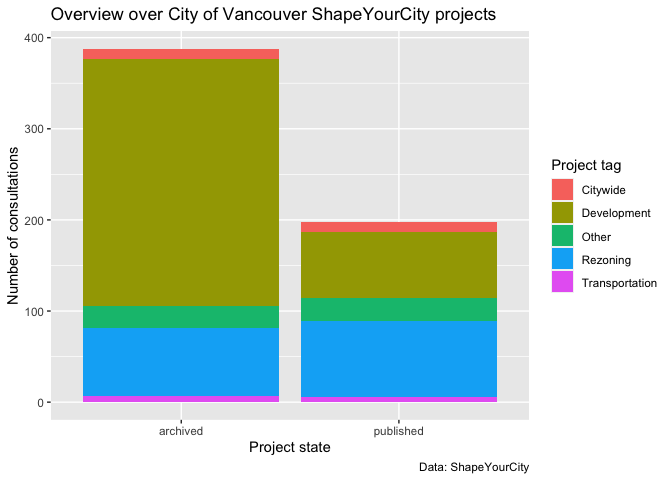 Overview over City of Vancouver ShapeYourCity projects
Number of consultations
400
300
200
100
0
archived
published
Project state
Project tag
Citywide
Development
Other
Rezoning
Transportation
Data: ShapeYourCity